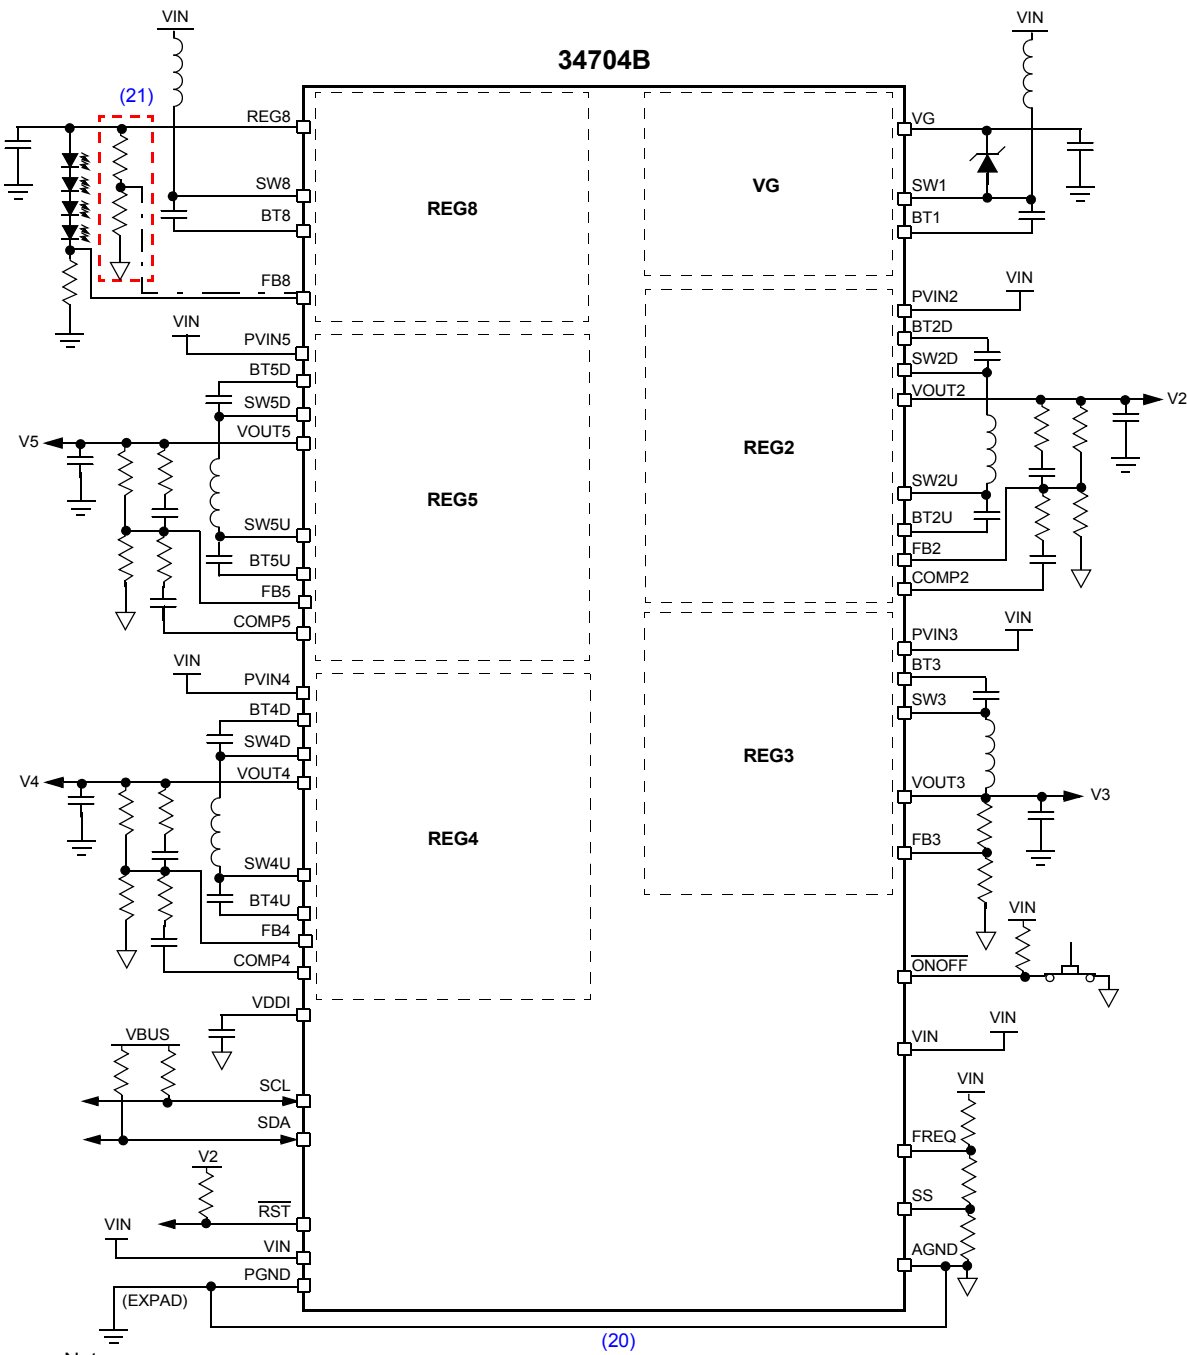 VIN
VIN
34704B
(21)
REG8
VG
SW8
SW1
BT8
BT1
REG8
VG
FB8
VIN
PVIN2
VIN
PVIN5
BT2D
BT5D
SW2D
SW5D
VOUT2
V2
V5
VOUT5
REG2
REG5
SW2U
SW5U
BT2U
BT5U
FB2
FB5
COMP2
COMP5
VIN
PVIN3
VIN
PVIN4
BT3
BT4D
SW3
SW4D
REG3
V4
VOUT4
VOUT3
V3
REG4
FB3
SW4U
BT4U
VIN
FB4
COMP4
ONOFF
VDDI
VIN
VBUS
VIN
SCL
VIN
SDA
FREQ
V2
SS
RST
VIN
VIN
AGND
PGND
(EXPAD)
(20)